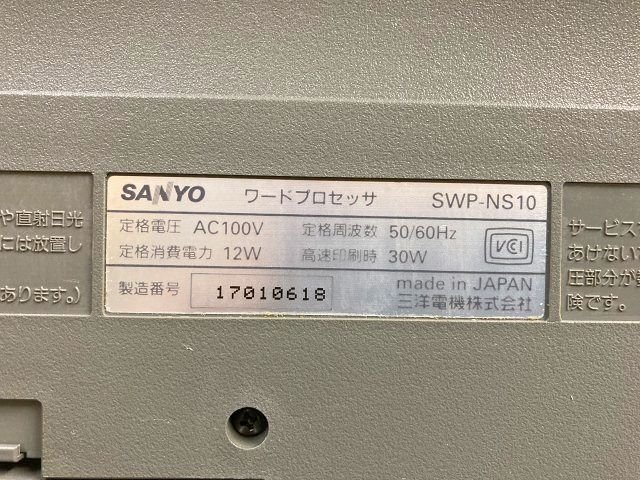 SANYO ワードプロセッサ SWP-NS10
定格電圧 AC100V 定格周波数 50/60Hz
定格消費電力 12W 高速印刷時 30W
VCI
製造番号 17010618
made in JAPAN
三洋電機株式会社
や直射日光
には放置し
あります。)
サービス
あけない
圧部分が
険です。